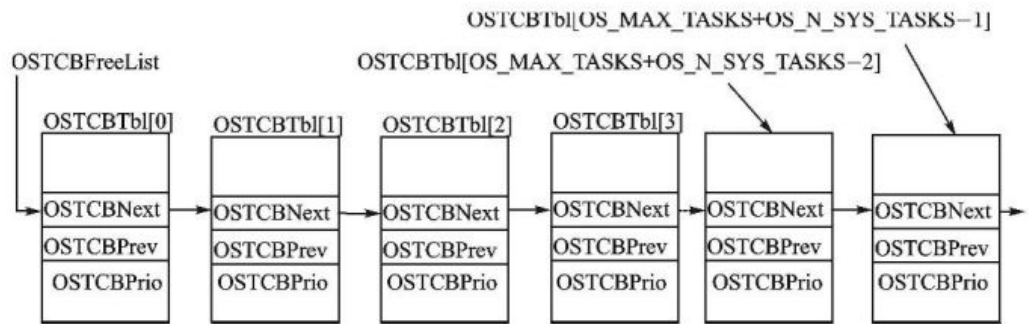 OSTCBTbl[OS_MAX_TASKS+OS_N_SYS_TASKS−1]
OSTCBFreeList
OSTCBTbl[OS_MAX_TASKS+OS_N_SYS_TASKS−2]
OSTCBTbl[0] OSTCBTbl[1] OSTCBTbl[2] OSTCBTbl[3]
OSTCBNext OSTCBNext OSTCBNext OSTCBNext OSTCBNext OSTCBNext
OSTCBPrev OSTCBPrev OSTCBPrev OSTCBPrev OSTCBPrev OSTCBPrev
OSTCBPrio OSTCBPrio OSTCBPrio OSTCBPrio OSTCBPrio OSTCBPrio